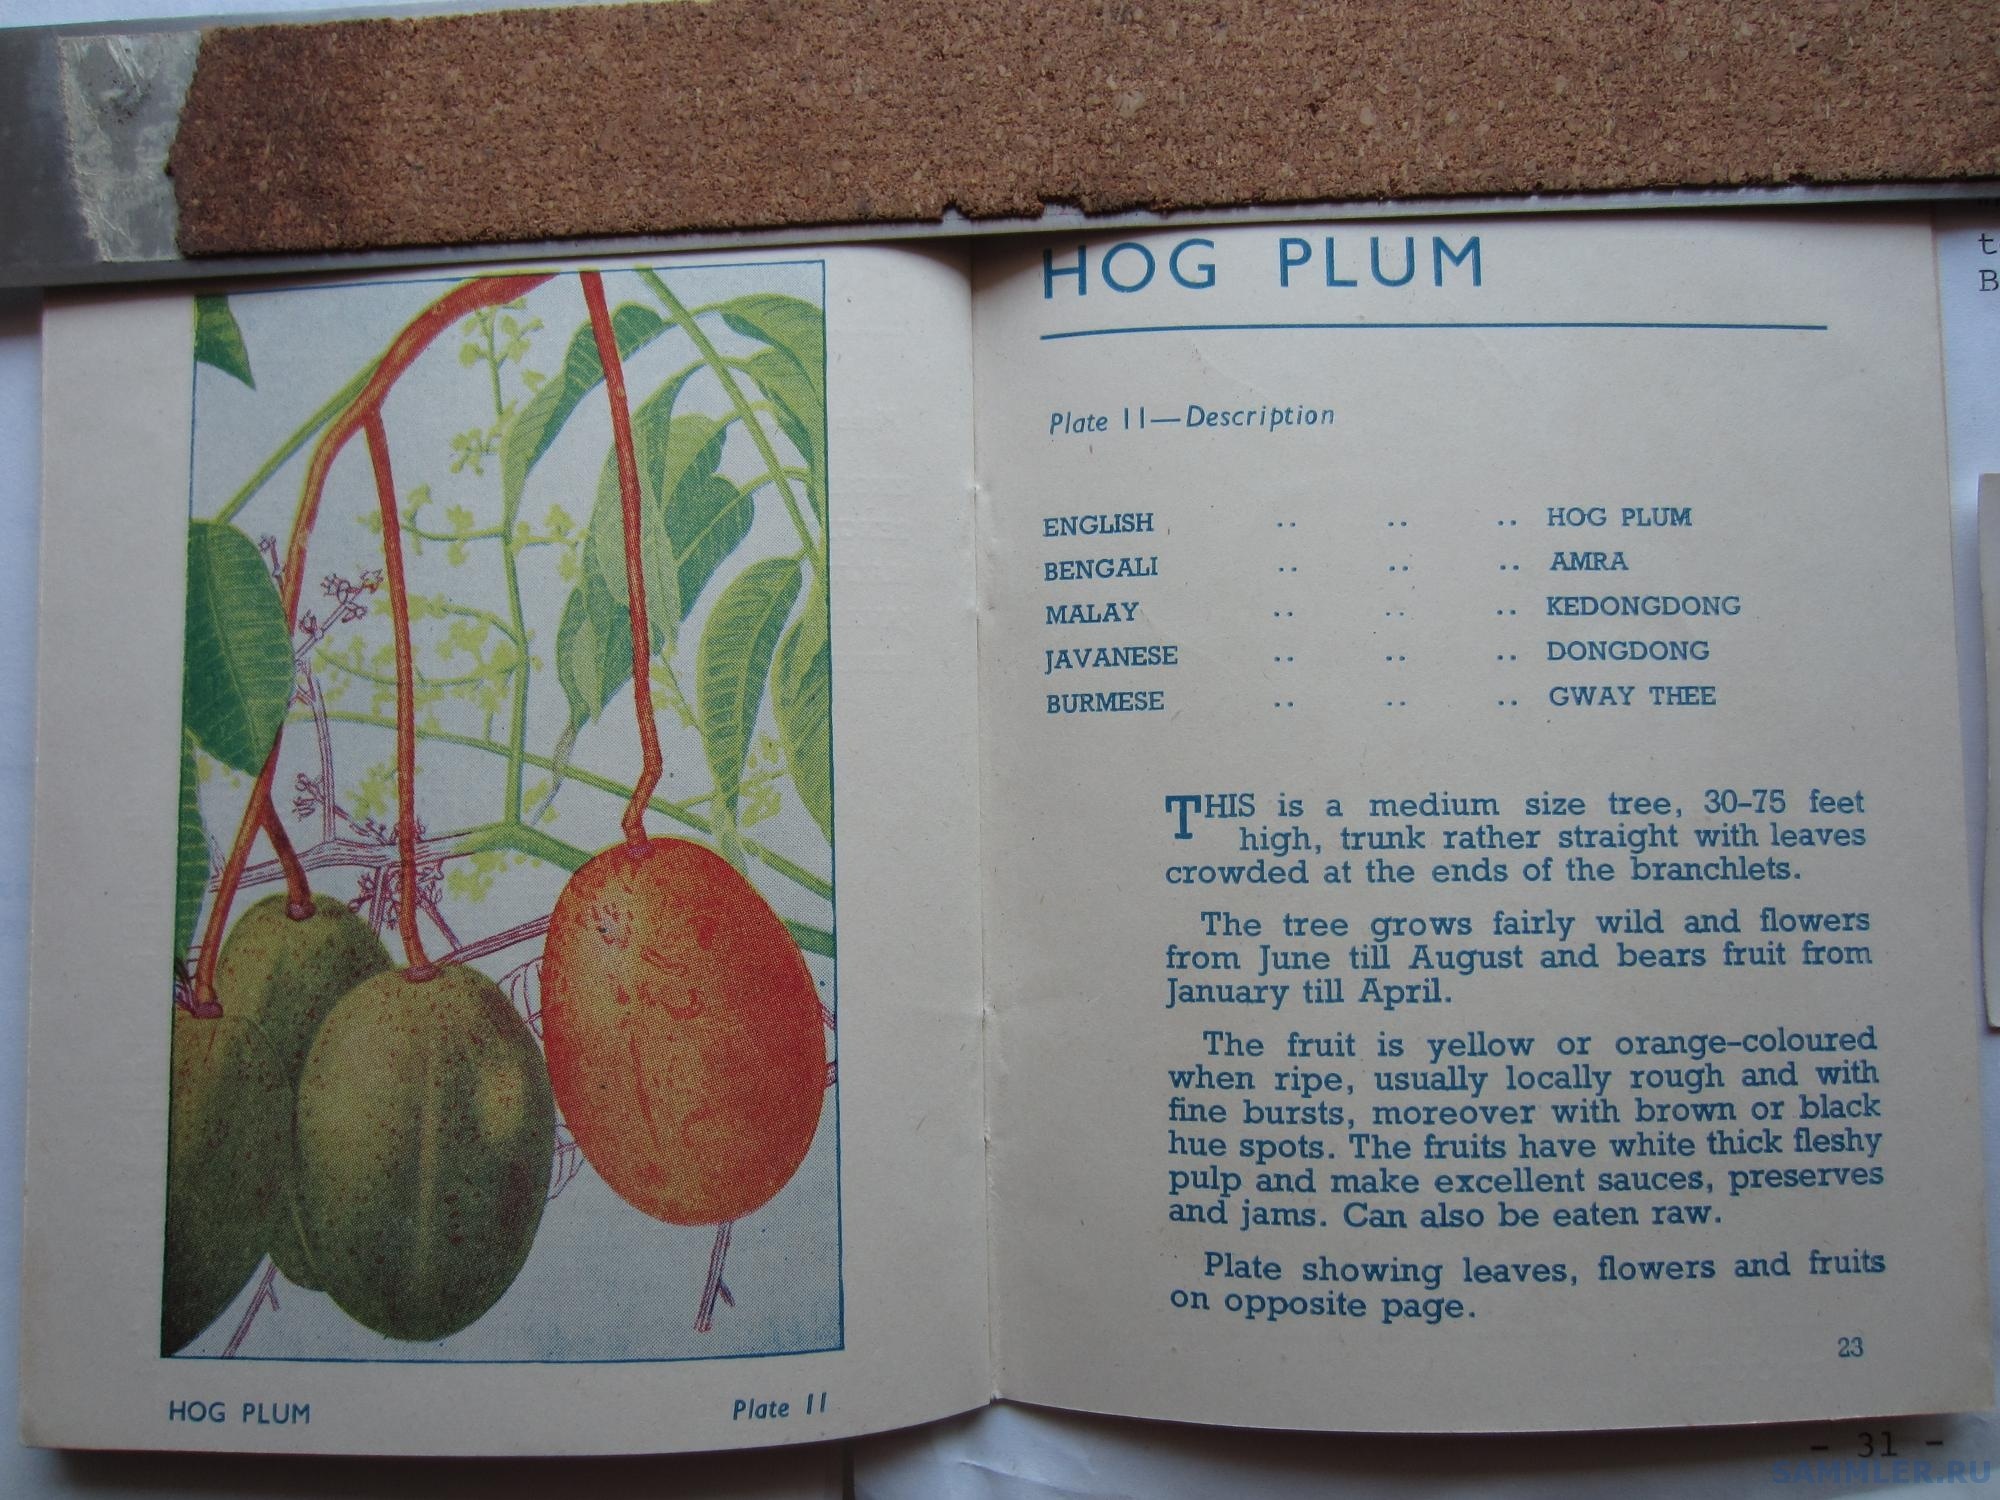 HOG PLUM
Plate 11
HOG PLUM
Plate 11—Description
ENGLISH .. .. .. HOG PLUM
BENGALI .. .. .. AMRA
MALAY .. .. .. KEDONGDONG
JAVANESE .. .. .. DONGDONG
BURMESE .. .. .. GWAY THEE
THIS is a medium size tree, 30–75 feet
high, trunk rather straight with leaves
crowded at the ends of the branchlets.
The tree grows fairly wild and flowers
from June till August and bears fruit from
January till April.
The fruit is yellow or orange-coloured
when ripe, usually locally rough and with
fine bursts, moreover with brown or black
hue spots. The fruits have white thick fleshy
pulp and make excellent sauces, preserves
and jams. Can also be eaten raw.
Plate showing leaves, flowers and fruits
on opposite page.
23
- 31 -
SAMMLER.RU